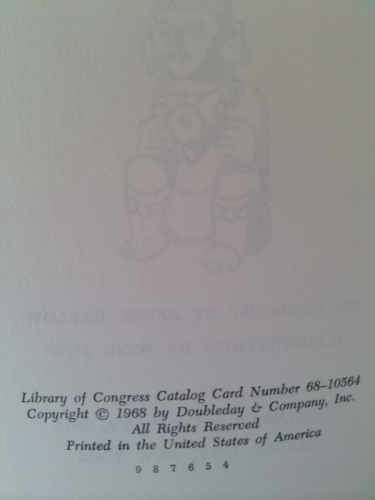 Library of Congress Catalog Card Number 68–10564
Copyright © 1968 by Doubleday & Company, Inc.
All Rights Reserved
Printed in the United States of America
9 8 7 6 5 4